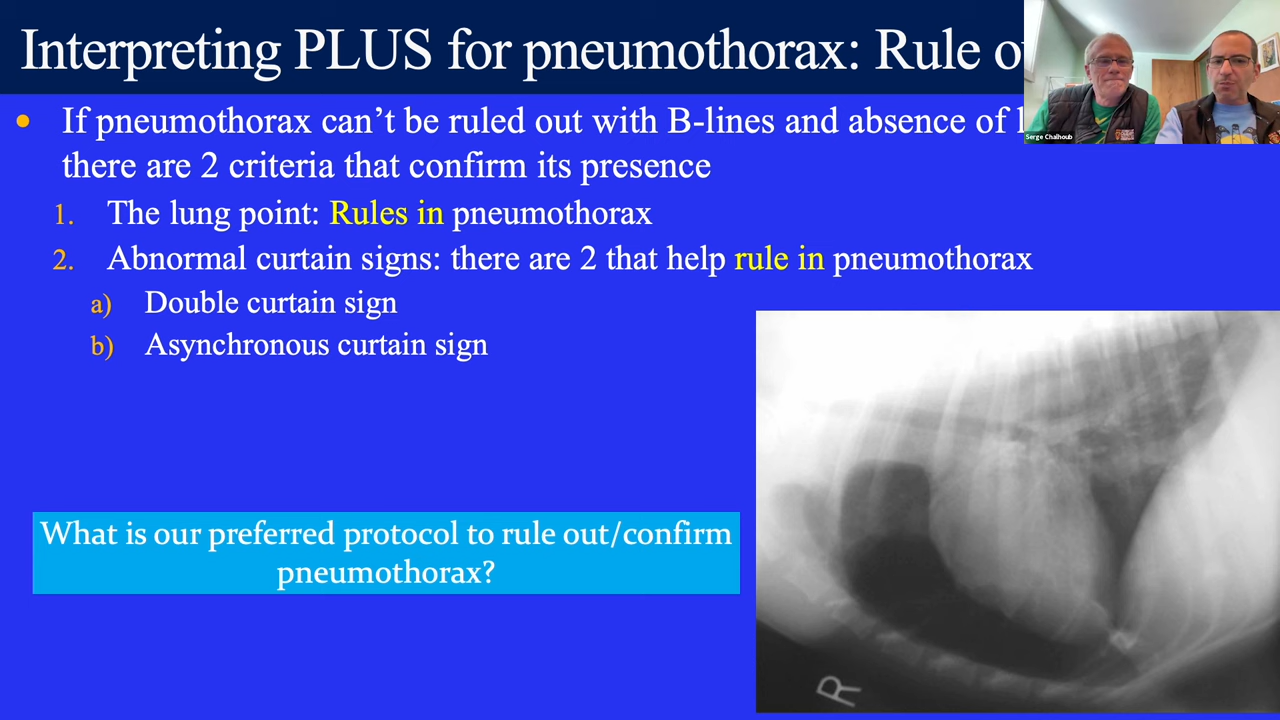 Interpreting PLUS for pneumothorax: Rule
Serge Chalhoub
• If pneumothorax can’t be ruled out with B-lines and absence of
there are 2 criteria that confirm its presence
1. The lung point: Rules in pneumothorax
2. Abnormal curtain signs: there are 2 that help rule in pneumothorax
a) Double curtain sign
b) Asynchronous curtain sign
What is our preferred protocol to rule out/confirm
pneumothorax?
R